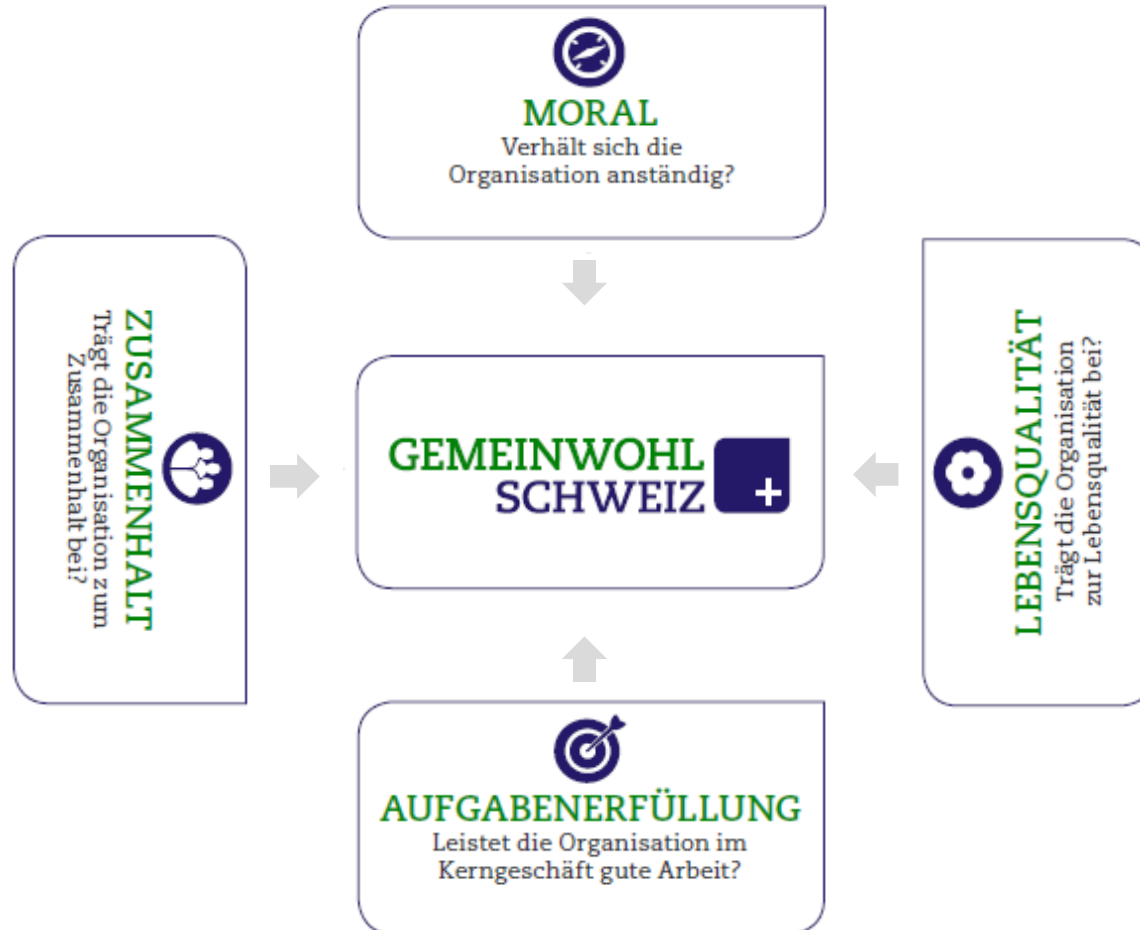 MORAL
Verhält sich die
Organisation anständig?
ZUSAMMENHALT
Trägt die Organisation zum
Zusammenhalt bei?
GEMEINWOHL
SCHWEIZ
LEBENSQUALITÄT
Trägt die Organisation
zur Lebensqualität bei?
AUFGABENERFÜLLUNG
Leistet die Organisation im
Kerngeschäft gute Arbeit?